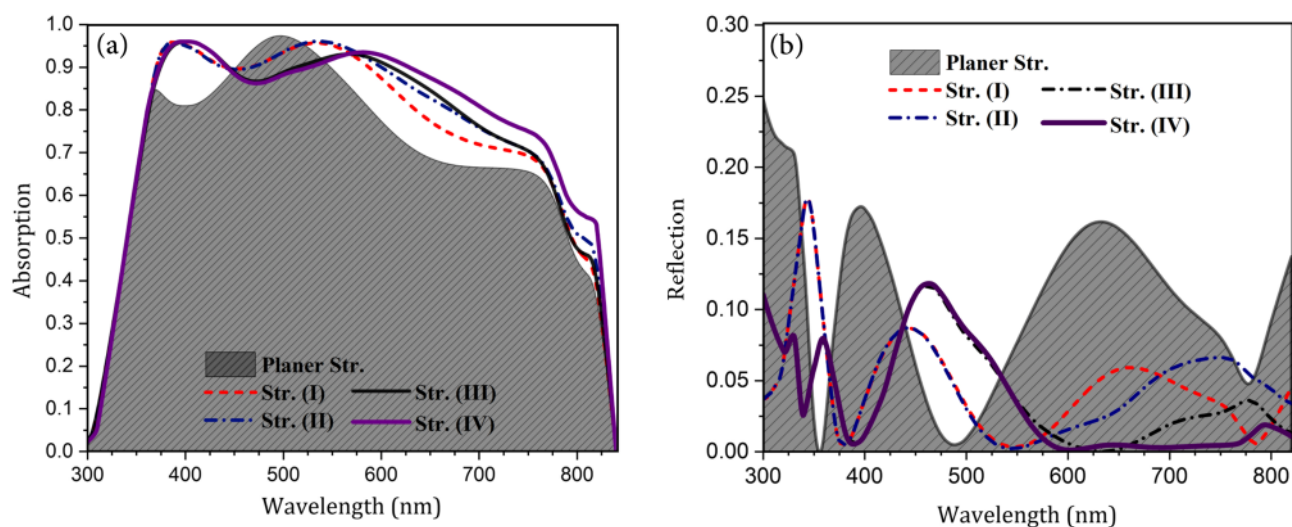 (a)
1.0
0.9
0.8
0.7
0.6
0.5
0.4
0.3
0.2
0.1
0.0
Absorption
Planer Str.
Str. (I) Str. (III)
Str. (II) Str. (IV)
300 400 500 600 700 800
Wavelength (nm)
(b)
0.30
0.25
0.20
0.15
0.10
0.05
0.00
Reflection
Planer Str.
Str. (I) Str. (III)
Str. (II) Str. (IV)
300 400 500 600 700 800
Wavelength (nm)